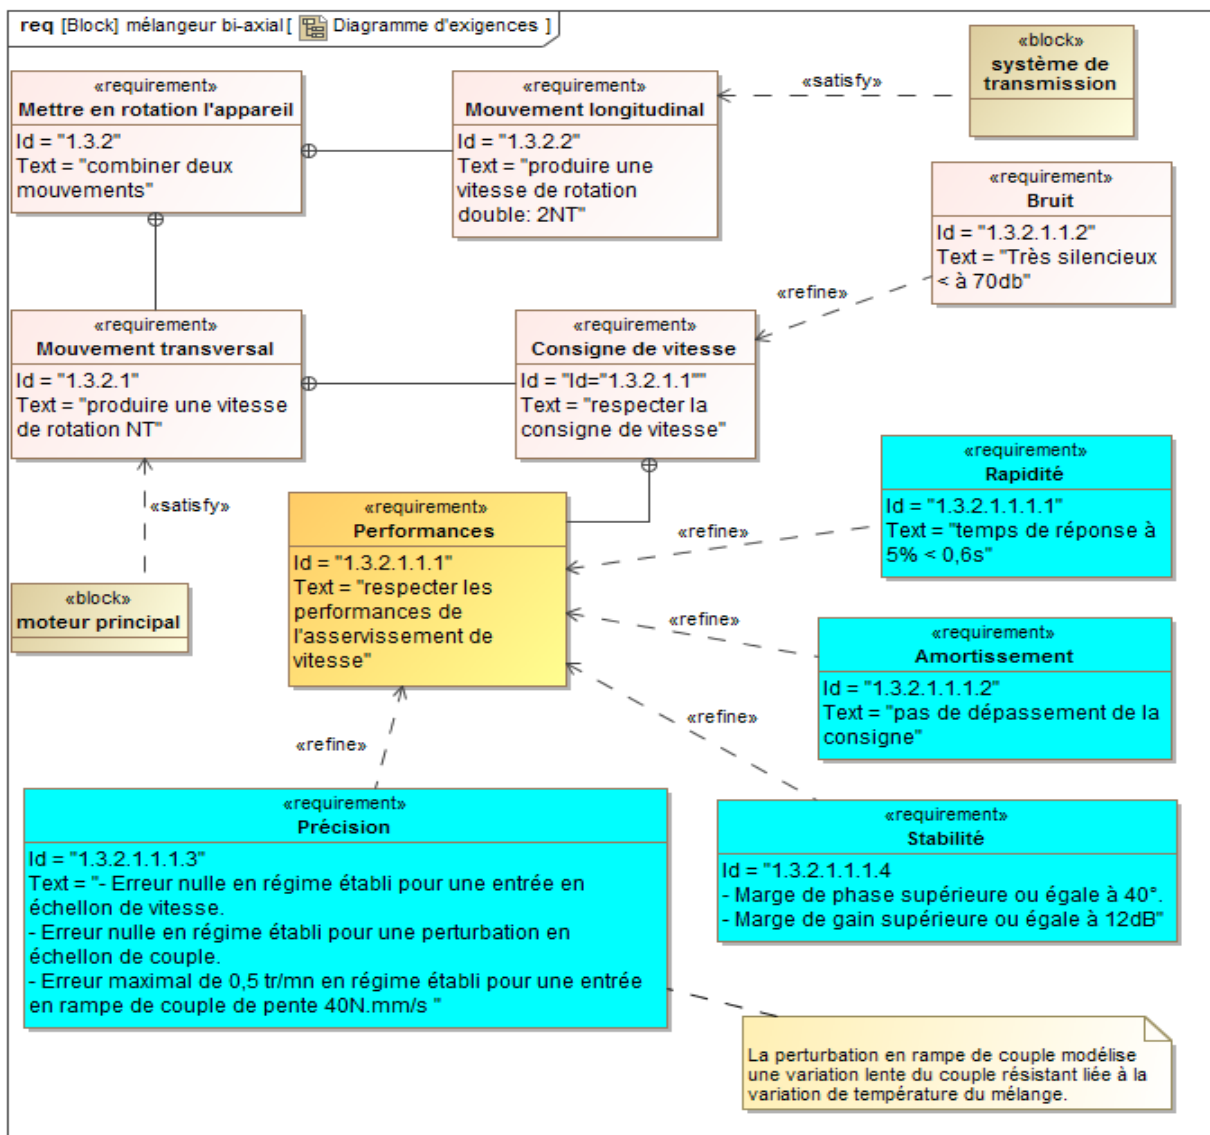 req [Block] mélangeur bi-axial [ Diagramme d'exigences ]
«requirement»
Mettre en rotation l'appareil
Id = "1.3.2"
Text = "combiner deux
mouvements"
«requirement»
Mouvement longitudinal
Id = "1.3.2.2"
Text = "produire une
vitesse de rotation
double: 2NT"
«satisfy»
«block»
système de
transmission
«requirement»
Bruit
Id = "1.3.2.1.1.2"
Text = "Très silencieux
< à 70db"
«refine»
«requirement»
Mouvement transversal
Id = "1.3.2.1"
Text = "produire une vitesse
de rotation NT"
«requirement»
Consigne de vitesse
Id = "Id="1.3.2.1.1""
Text = "respecter la
consigne de vitesse"
«satisfy»
«block»
moteur principal
«requirement»
Performances
Id = "1.3.2.1.1.1"
Text = "respecter les
performances de
l'asservissement de
vitesse"
«refine»
«requirement»
Rapidité
Id = "1.3.2.1.1.1.1"
Text = "temps de réponse à
5% < 0,6s"
«refine»
«requirement»
Amortissement
Id = "1.3.2.1.1.1.2"
Text = "pas de dépassement de la
consigne"
«refine»
«refine»
«requirement»
Précision
Id = "1.3.2.1.1.1.3"
Text = "- Erreur nulle en régime établi pour une entrée en
échellon de vitesse.
- Erreur nulle en régime établi pour une perturbation en
échellon de couple.
- Erreur maximal de 0,5 tr/mn en régime établi pour une entrée
en rampe de couple de pente 40N.mm/s "
«requirement»
Stabilité
Id = "1.3.2.1.1.1.4
- Marge de phase supérieure ou égale à 40°.
- Marge de gain supérieure ou égale à 12dB"
La perturbation en rampe de couple modélise
une variation lente du couple résistant liée à la
variation de température du mélange.